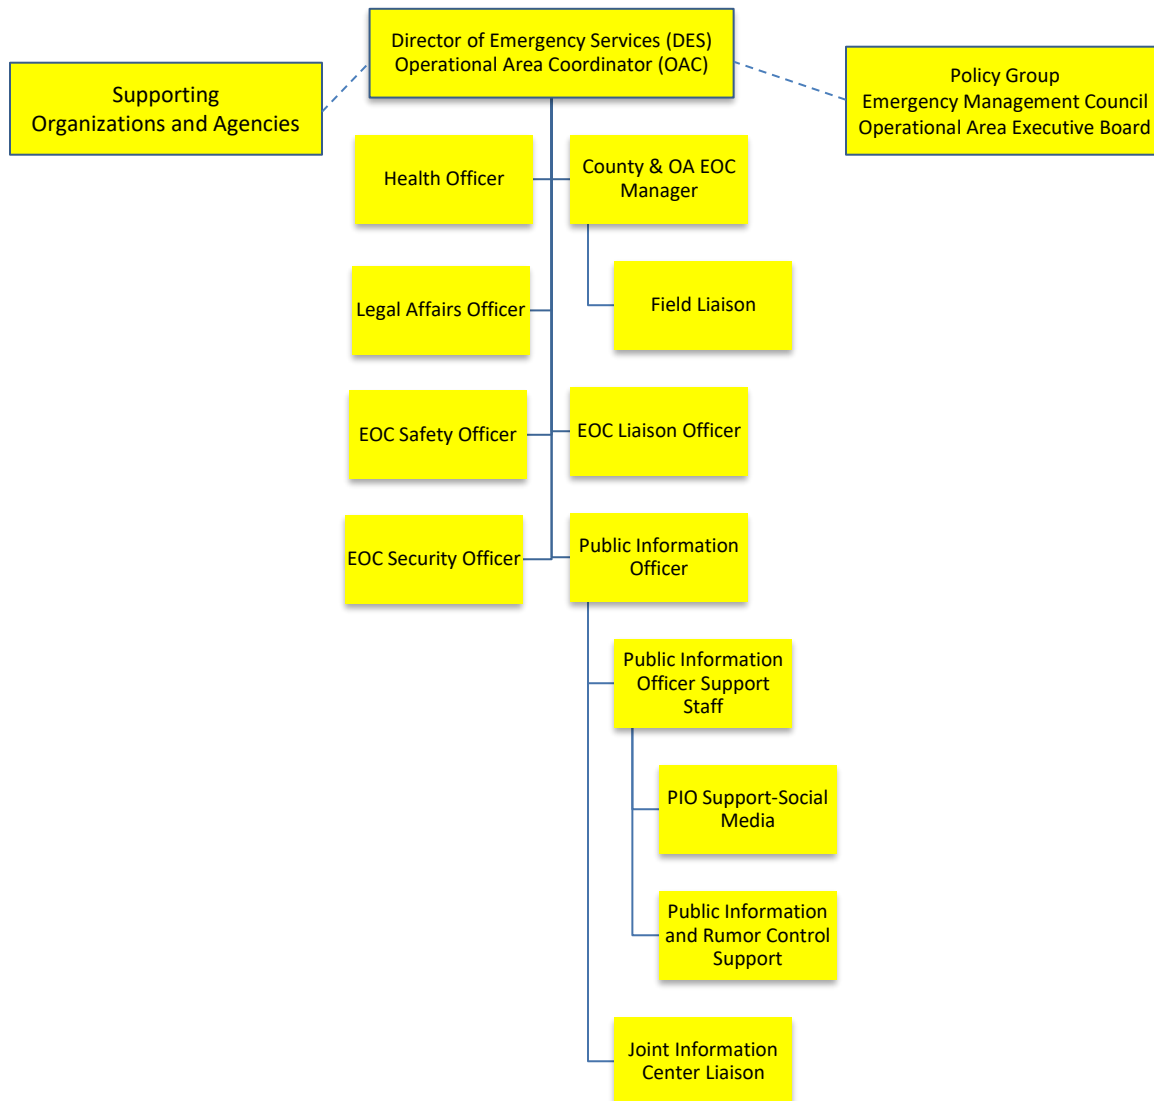 Director of Emergency Services (DES)
Operational Area Coordinator (OAC)
Supporting
Organizations and Agencies
Policy Group
Emergency Management Council
Operational Area Executive Board
Health Officer
County & OA EOC
Manager
Legal Affairs Officer
Field Liaison
EOC Safety Officer
EOC Liaison Officer
EOC Security Officer
Public Information
Officer
Public Information
Officer Support
Staff
PIO Support-Social
Media
Public Information
and Rumor Control
Support
Joint Information
Center Liaison